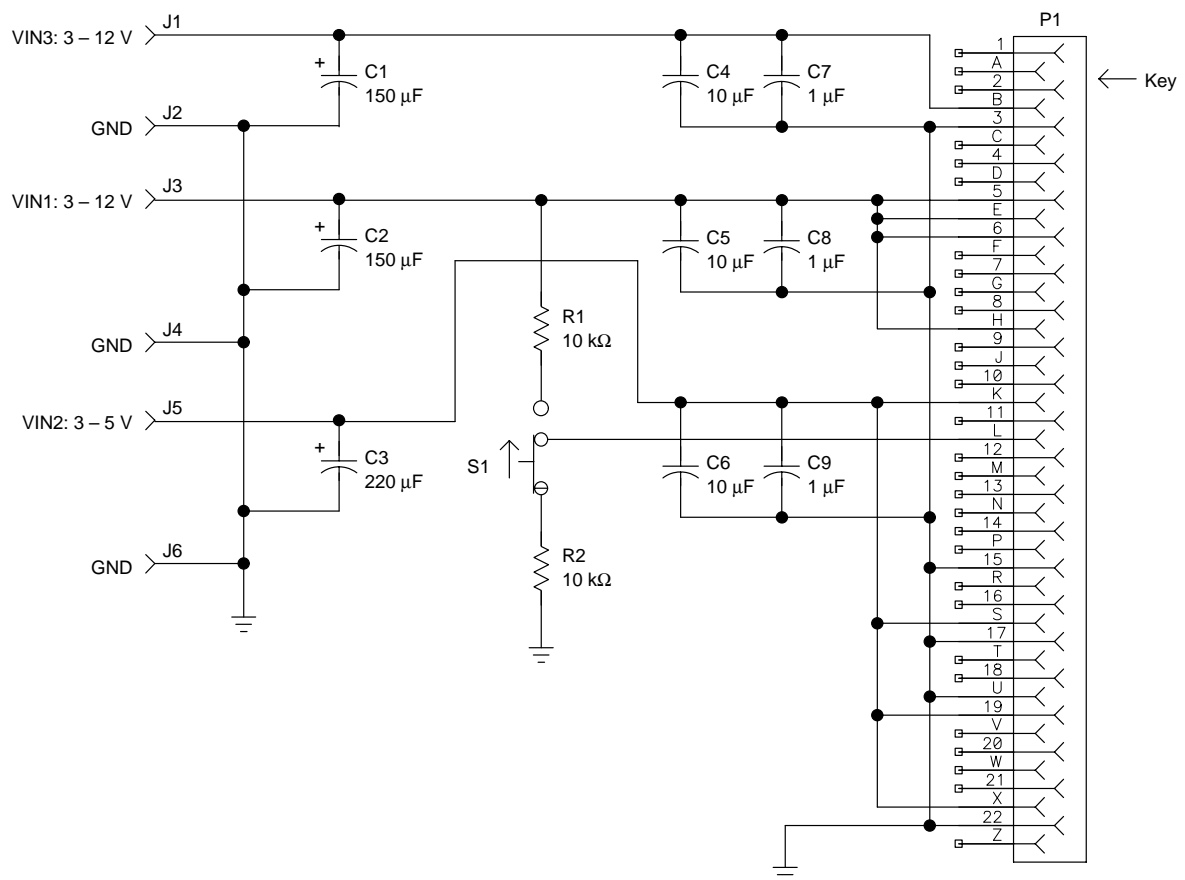 P1
VIN3: 3 – 12 V
J1
+
C1
150 µF
C4
10 µF
C7
1 µF
Key
GND
J2
VIN1: 3 – 12 V
J3
+
C2
150 µF
C5
10 µF
C8
1 µF
R1
10 kΩ
GND
J4
VIN2: 3 – 5 V
J5
+
C3
220 µF
S1
C6
10 µF
C9
1 µF
GND
J6
R2
10 kΩ
1
A
2
B
3
C
4
D
5
E
6
F
7
G
8
H
9
J
10
K
11
L
12
M
13
N
14
P
15
R
16
S
17
T
18
U
19
V
20
W
21
X
22
Z